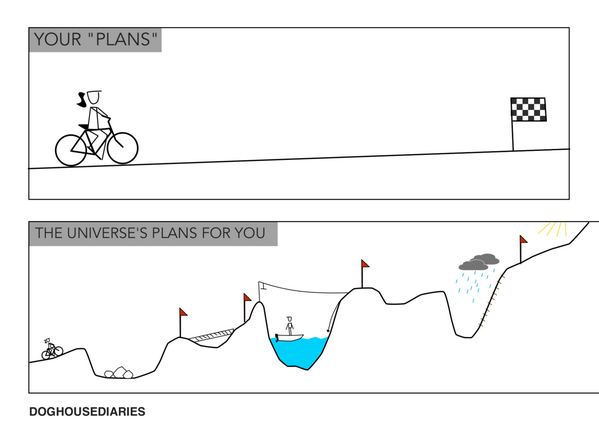 YOUR "PLANS"
THE UNIVERSE'S PLANS FOR YOU
DOGHOUSEDIARIES